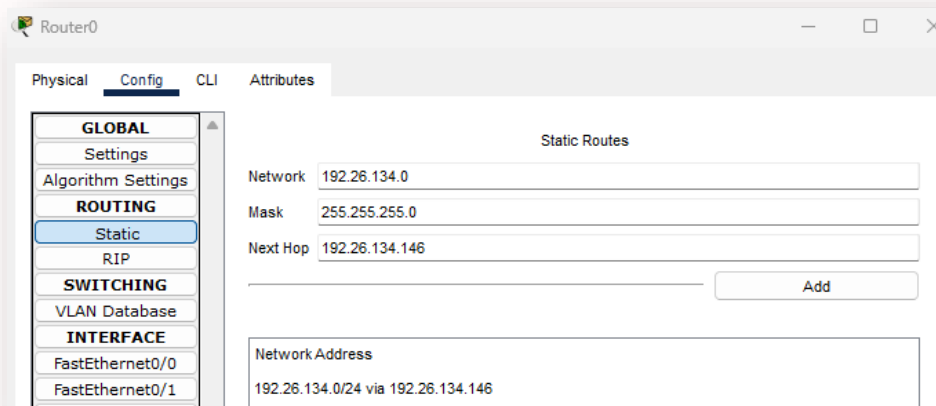 Router0
Physical Config CLI Attributes
GLOBAL
Settings
Algorithm Settings
ROUTING
Static
RIP
SWITCHING
VLAN Database
INTERFACE
FastEthernet0/0
FastEthernet0/1
Static Routes
Network 192.26.134.0
Mask 255.255.255.0
Next Hop 192.26.134.146
Add
Network Address
192.26.134.0/24 via 192.26.134.146